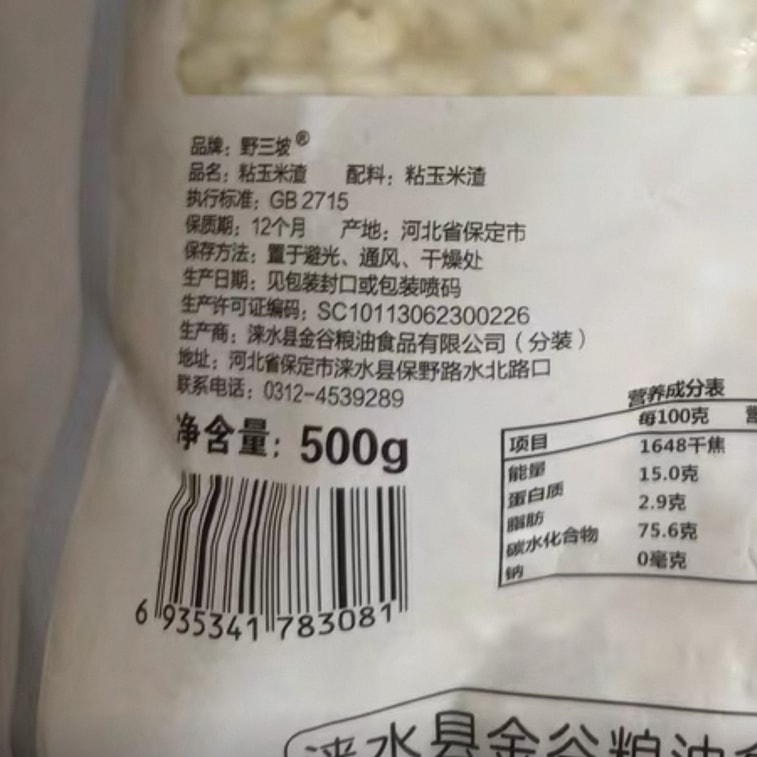 品牌：野三坡®
品名：粘玉米渣 配料：粘玉米渣
执行标准：GB 2715
保质期：12个月 产地：河北省保定市
保存方法：置于避光、通风、干燥处
生产日期：见包装封口或包装喷码
生产许可证编码：SC10113062300226
生产商：涞水县金谷粮油食品有限公司（分装）
地址：河北省保定市涞水县保野路水北路口
联系电话：0312-4539289
净含量：500g
6 935341 783081
营养成分表
项目 每100克
能量 1648千焦
蛋白质 15.0克
脂肪 2.9克
碳水化合物 75.6克
钠 0毫克
涞水县金谷粮油